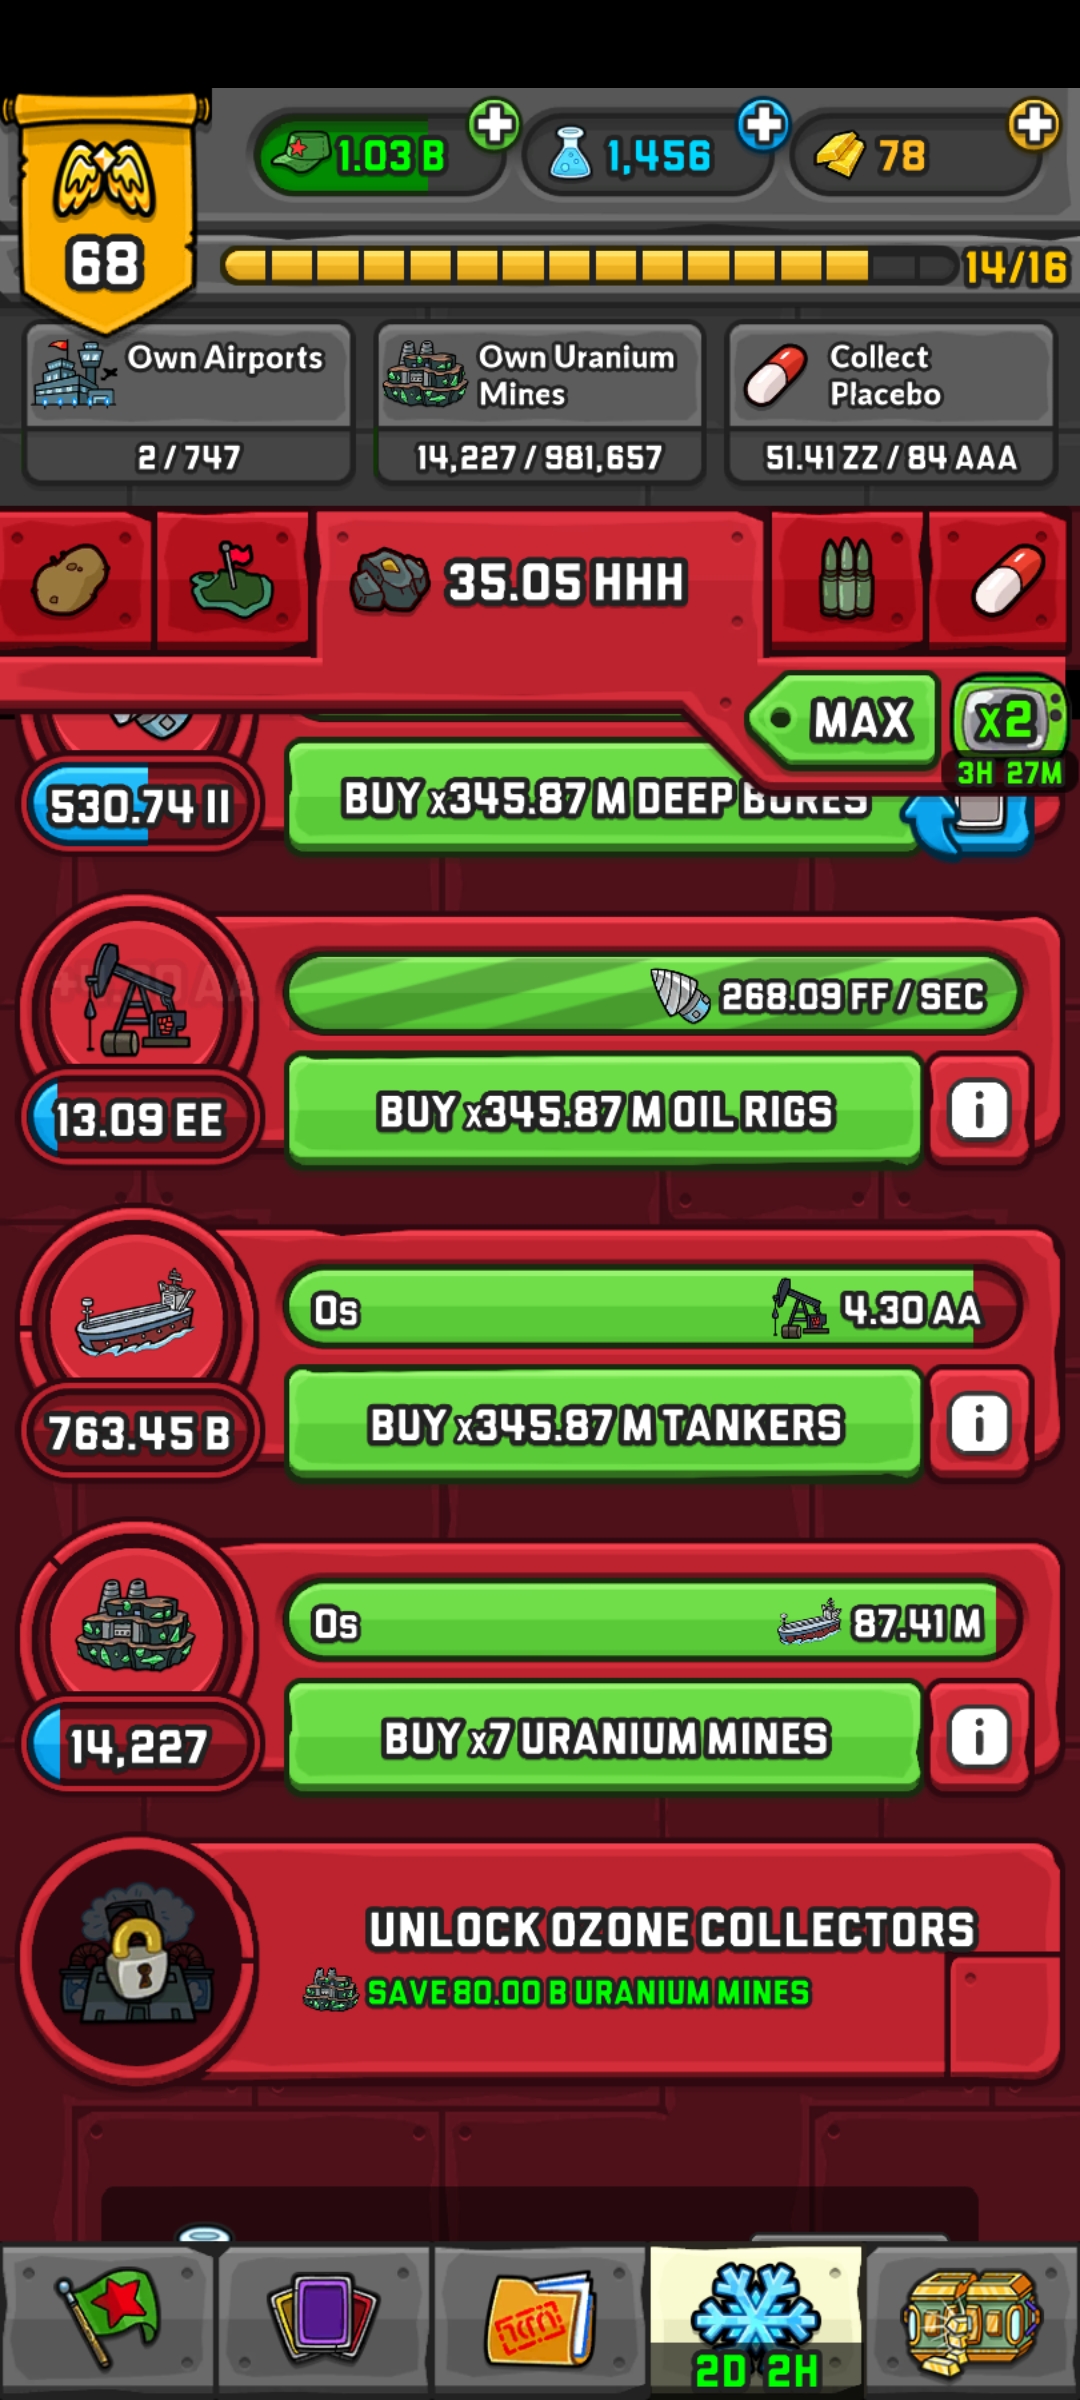 1.03 B
1,456
78
68
14/16
Own Airports
2 / 747
Own Uranium
Mines
14,227 / 981,657
Collect
Placebo
51.41 ZZ / 84 AAA
35.05 HHH
MAX
x2
3H 27M
530.74 II
BUY x345.87 M DEEP BORES
268.09 FF / SEC
13.09 EE
BUY x345.87 M OIL RIGS
0s
4.30 AA
763.45 B
BUY x345.87 M TANKERS
0s
87.41 M
14,227
BUY x7 URANIUM MINES
UNLOCK OZONE COLLECTORS
SAVE 80.00 B URANIUM MINES
2D 2H